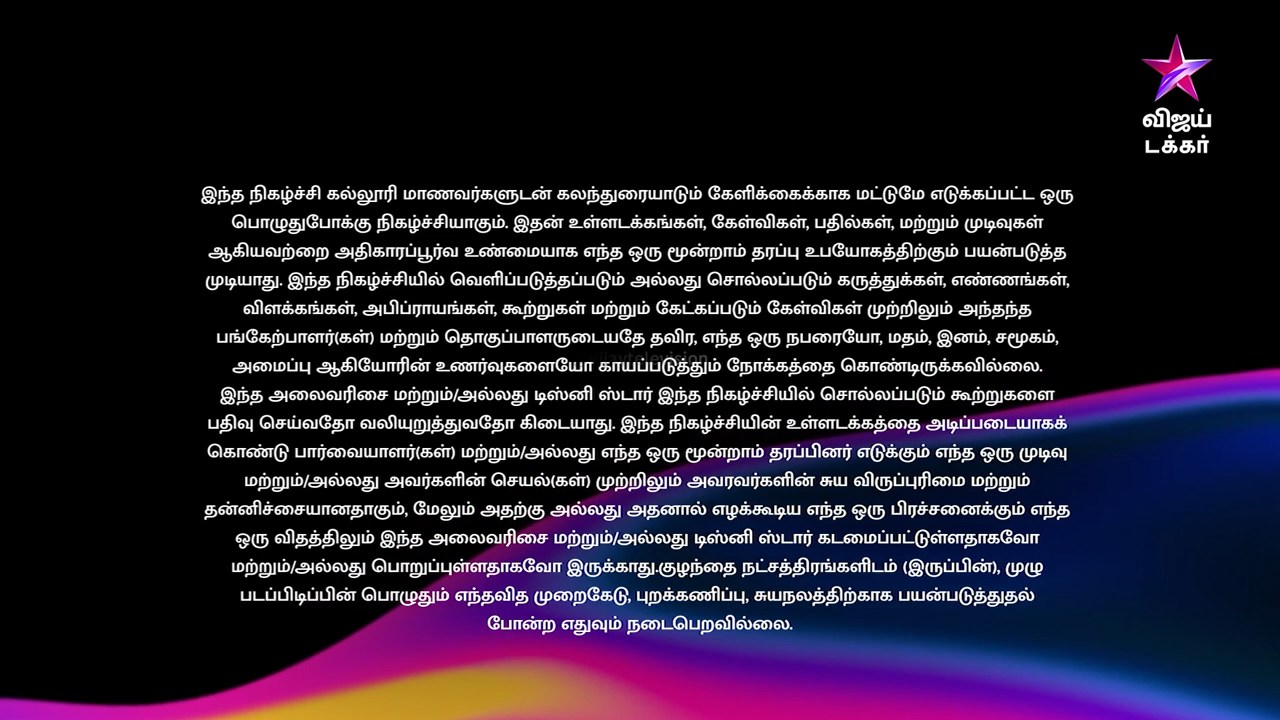 விஜய்
டக்கர்
இந்த நிகழ்ச்சி கல்லூரி மாணவர்களுடன் கலந்துரையாடும் கேளிக்கைக்காக மட்டுமே எடுக்கப்பட்ட ஒரு
பொழுதுபோக்கு நிகழ்ச்சியாகும். இதன் உள்ளடக்கங்கள், கேள்விகள், பதில்கள், மற்றும் முடிவுகள்
ஆகியவற்றை அதிகாரப்பூர்வ உண்மையாக எந்த ஒரு மூன்றாம் தரப்பு உபயோகத்திற்கும் பயன்படுத்த
முடியாது. இந்த நிகழ்ச்சியில் வெளிப்படுத்தப்படும் அல்லது சொல்லப்படும் கருத்துக்கள், எண்ணங்கள்,
விளக்கங்கள், அபிப்ராயங்கள், கூற்றுகள் மற்றும் கேட்கப்படும் கேள்விகள் முற்றிலும் அந்தந்த
பங்கேற்பாளர்(கள்) மற்றும் தொகுப்பாளருடையதே தவிர, எந்த ஒரு நபரையோ, மதம், இனம், சமூகம்,
அமைப்பு ஆகியோரின் உணர்வுகளையோ காயப்படுத்தும் நோக்கத்தை கொண்டிருக்கவில்லை.
இந்த அலைவரிசை மற்றும்/அல்லது டிஸ்னி ஸ்டார் இந்த நிகழ்ச்சியில் சொல்லப்படும் கூற்றுகளை
பதிவு செய்வதோ வலியுறுத்துவதோ கிடையாது. இந்த நிகழ்ச்சியின் உள்ளடக்கத்தை அடிப்படையாகக்
கொண்டு பார்வையாளர்(கள்) மற்றும்/அல்லது எந்த ஒரு மூன்றாம் தரப்பினர் எடுக்கும் எந்த ஒரு முடிவு
மற்றும்/அல்லது அவர்களின் செயல்(கள்) முற்றிலும் அவரவர்களின் சுய விருப்புரிமை மற்றும்
தன்னிச்சையானதாகும், மேலும் அதற்கு அல்லது அதனால் எழக்கூடிய எந்த ஒரு பிரச்சனைக்கும் எந்த
ஒரு விதத்திலும் இந்த அலைவரிசை மற்றும்/அல்லது டிஸ்னி ஸ்டார் கடமைப்பட்டுள்ளதாகவோ
மற்றும்/அல்லது பொறுப்புள்ளதாகவோ இருக்காது.குழந்தை நட்சத்திரங்களிடம் (இருப்பின்), முழு
படப்பிடிப்பின் பொழுதும் எந்தவித முறைகேடு, புறக்கணிப்பு, சுயநலத்திற்காக பயன்படுத்துதல்
போன்ற எதுவும் நடைபெறவில்லை.